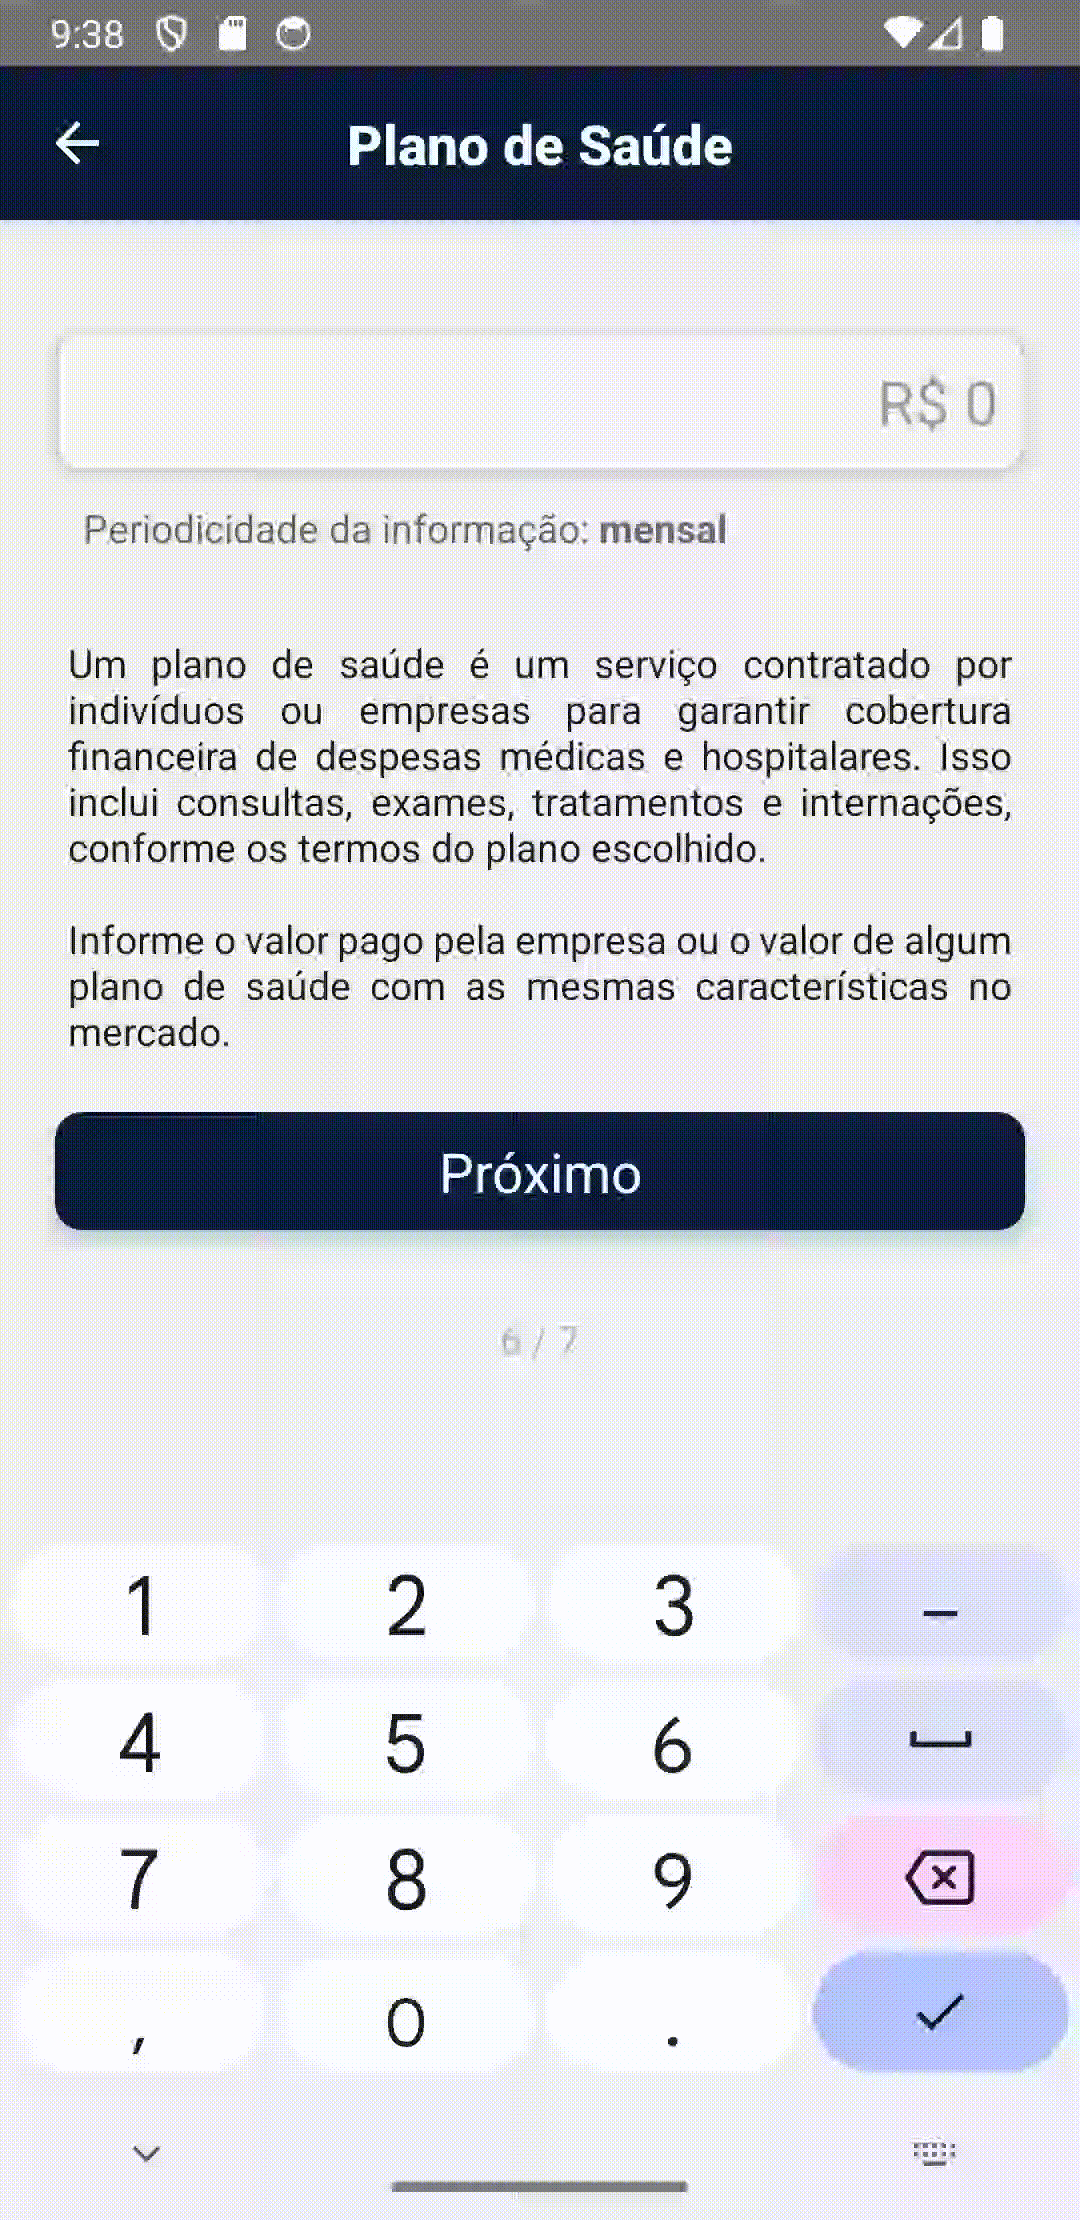 9:38
Plano de Saúde
R$ 0
Periodicidade da informação: mensal
Um plano de saúde é um serviço contratado por
indivíduos ou empresas para garantir cobertura
financeira de despesas médicas e hospitalares. Isso
inclui consultas, exames, tratamentos e internações,
conforme os termos do plano escolhido.
Informe o valor pago pela empresa ou o valor de algum
plano de saúde com as mesmas características no
mercado.
Próximo
6 / 7
1 2 3 –
4 5 6
7 8 9
, 0 .